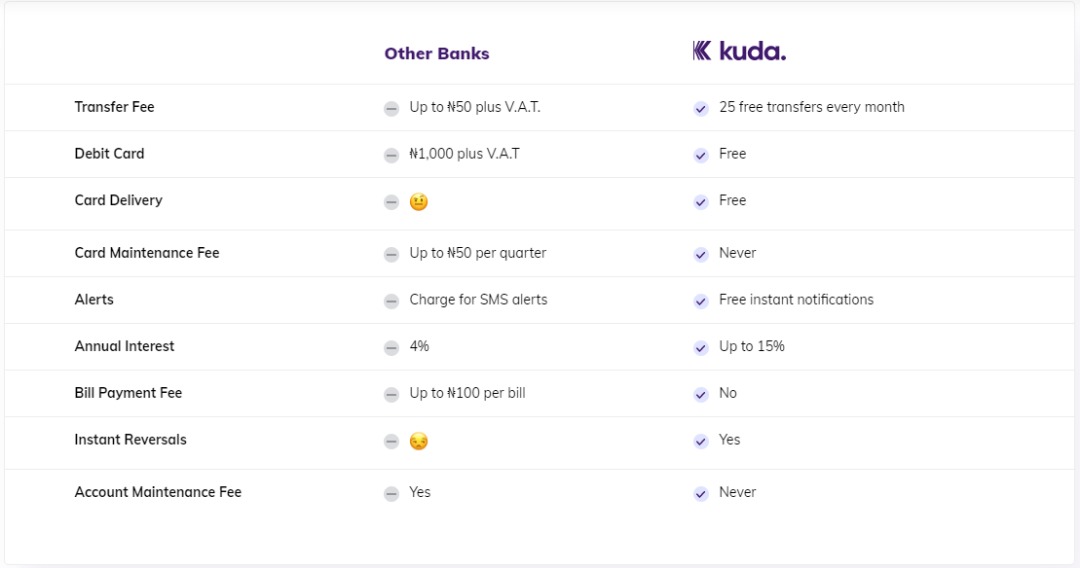 Other Banks kuda.
Transfer Fee Up to ₦50 plus V.A.T. 25 free transfers every month
Debit Card ₦1,000 plus V.A.T Free
Card Delivery 🤨 Free
Card Maintenance Fee Up to ₦50 per quarter Never
Alerts Charge for SMS alerts Free instant notifications
Annual Interest 4% Up to 15%
Bill Payment Fee Up to ₦100 per bill No
Instant Reversals 😒 Yes
Account Maintenance Fee Yes Never